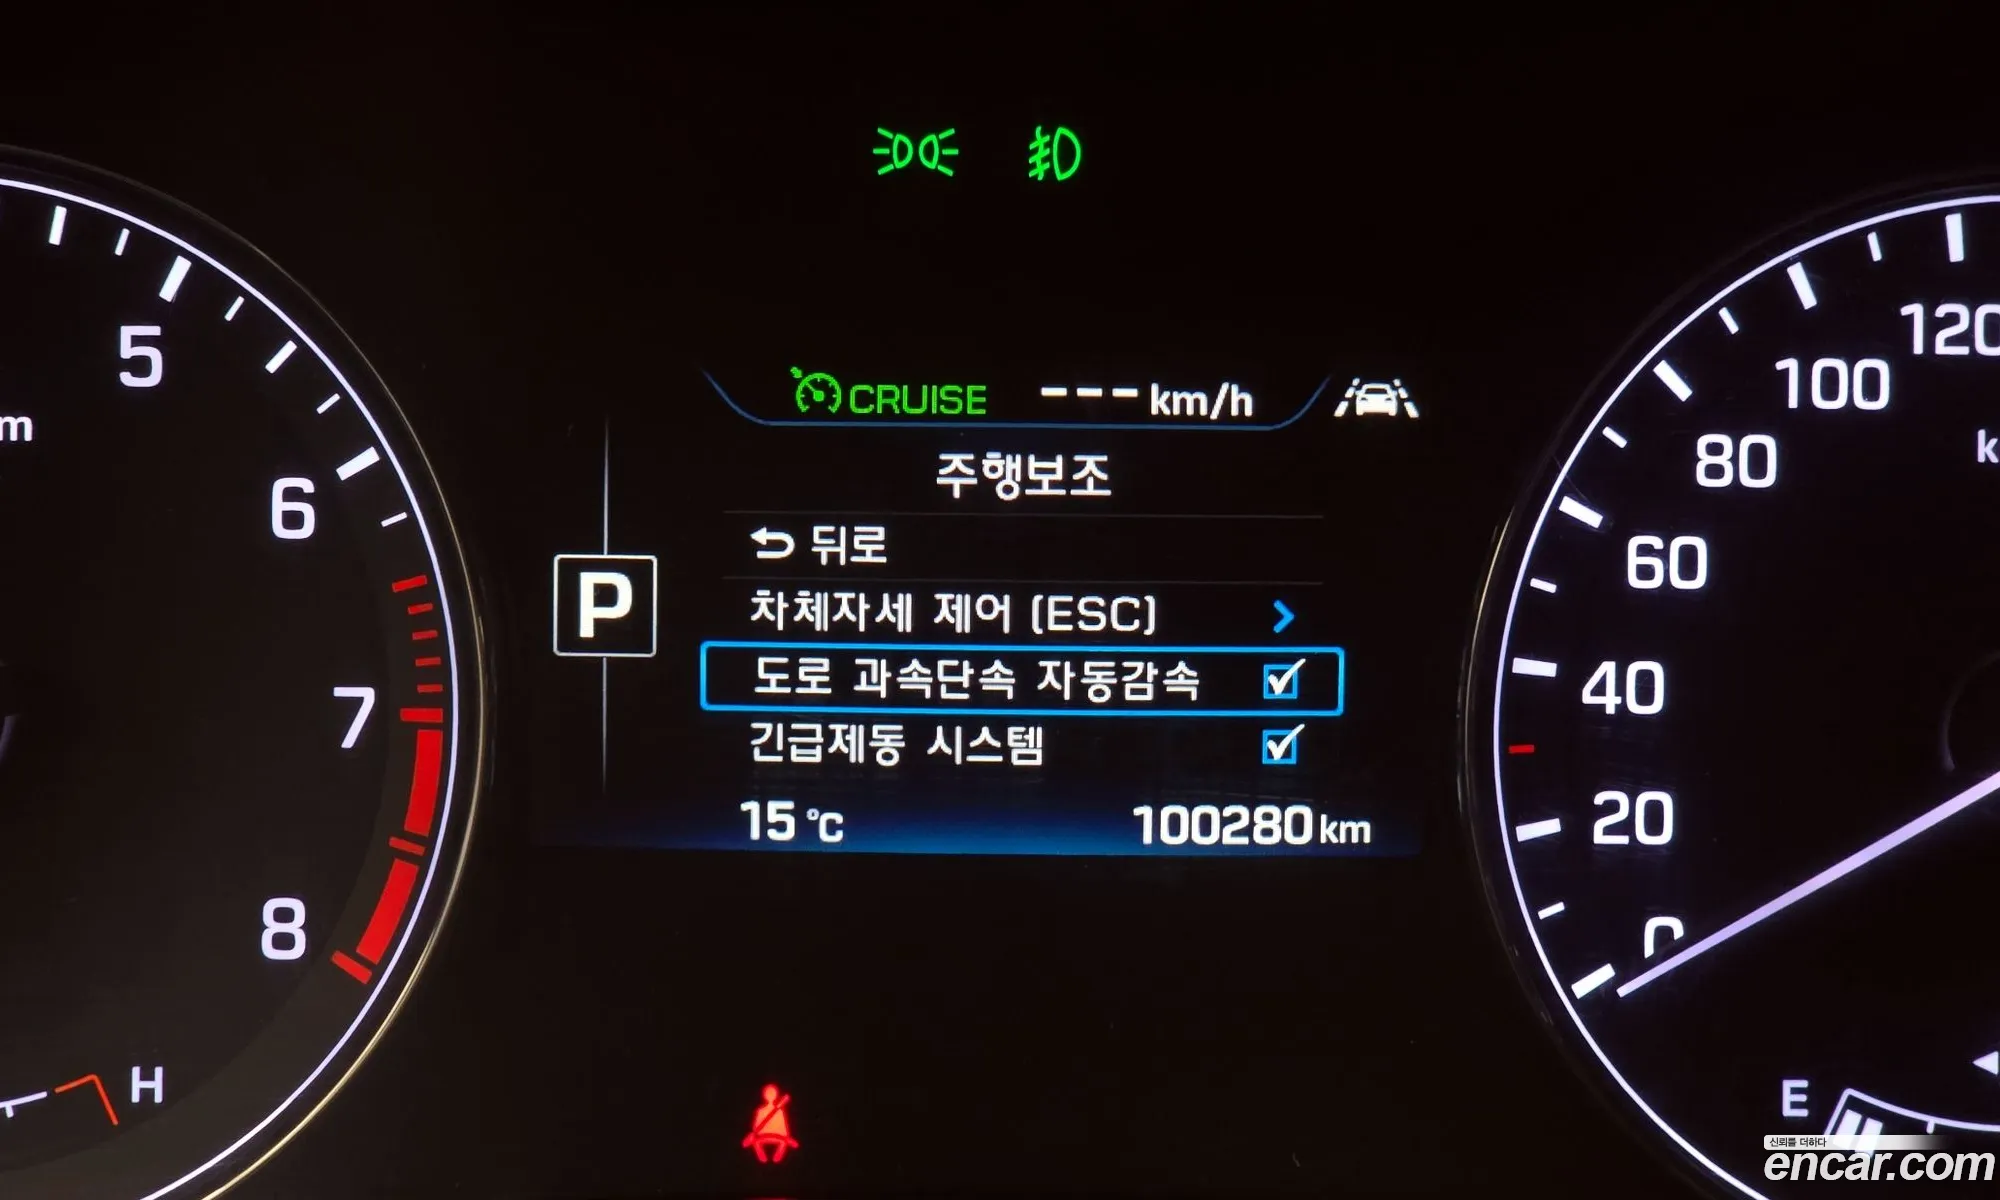 CRUISE --- km/h
주행보조
뒤로
차체자세 제어 (ESC)
도로 과속단속 자동감속
긴급제동 시스템
15 °C 100280 km
P
5
6
7
8
H
0
20
40
60
80
100
120
E
신뢰를 더하다
encar.com